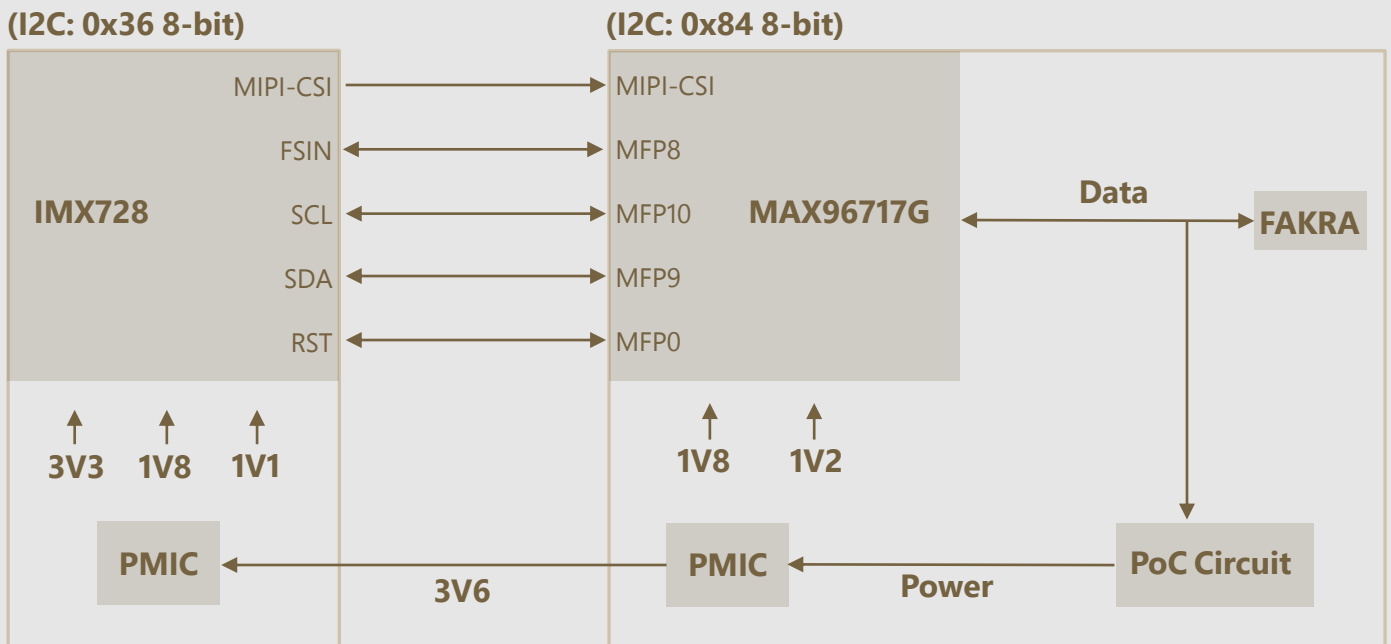 (I2C: 0x36 8-bit)
(I2C: 0x84 8-bit)
MIPI-CSI
MIPI-CSI
FSIN
MFP8
IMX728
SCL
MFP10
MAX96717G
Data
FAKRA
SDA
MFP9
RST
MFP0
3V3
1V8
1V1
1V8
1V2
PMIC
3V6
PMIC
Power
PoC Circuit